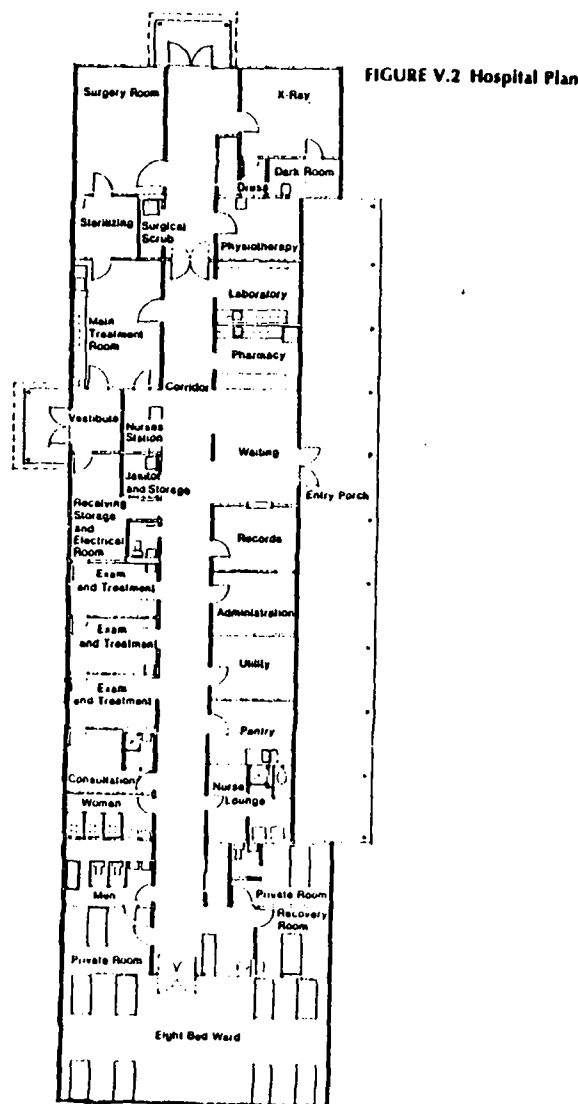 FIGURE V.2 Hospital Plan
Surgery Room
X-Ray
Dark Room
Dress
Sterilizing
Surgical
Scrub
Physiotherapy
Laboratory
Main
Treatment
Room
Pharmacy
Corridor
Vestibule
Nurses
Station
Waiting
Janitor
and Storage
Entry Porch
Receiving
Storage
and
Electrical
Room
Records
Exam
and Treatment
Administration
Exam
and Treatment
Utility
Exam
and Treatment
Pantry
Consultation
Nurse
Lounge
Women
Men
Private Room
Recovery
Room
Private Room
Eight Bed Ward